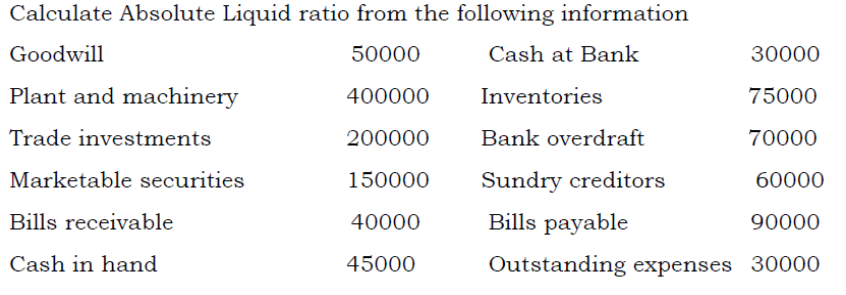 Calculate Absolute Liquid ratio from the following information
Goodwill 50000 Cash at Bank 30000
Plant and machinery 400000 Inventories 75000
Trade investments 200000 Bank overdraft 70000
Marketable securities 150000 Sundry creditors 60000
Bills receivable 40000 Bills payable 90000
Cash in hand 45000 Outstanding expenses 30000